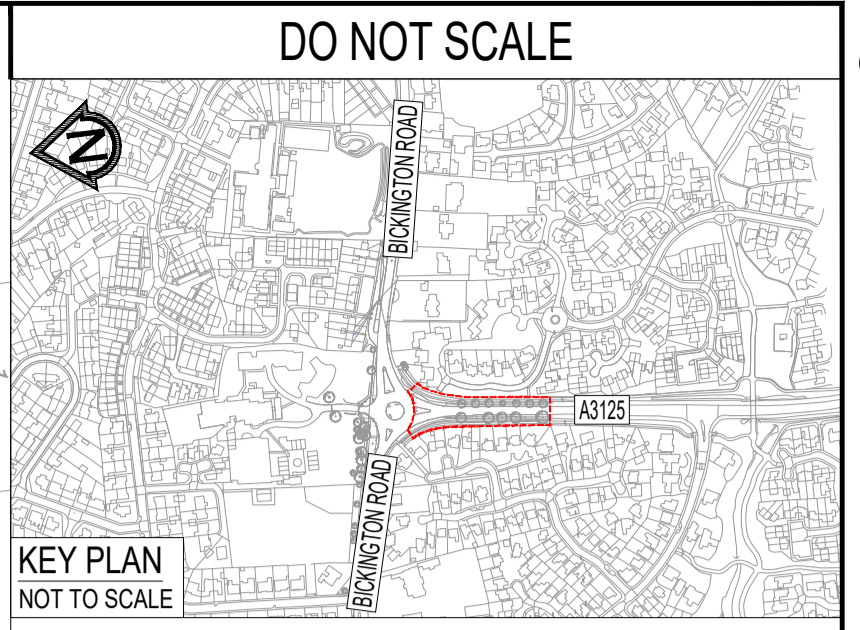 DO NOT SCALE
N
BICKINGTON ROAD
A3125
BICKINGTON ROAD
KEY PLAN
NOT TO SCALE